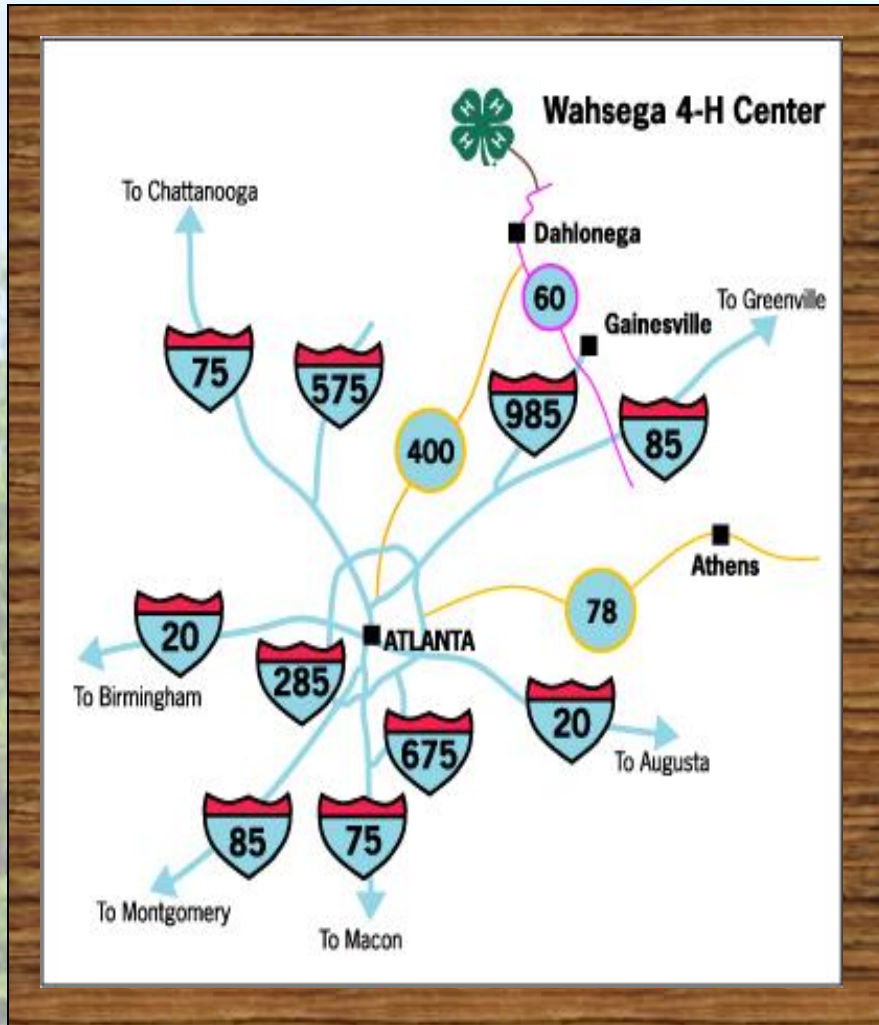 H H
H H
Wahsega 4-H Center
To Chattanooga
Dahlonega
60
To Greenville
Gainesville
75
575
985
85
400
Athens
78
20
ATLANTA
To Birmingham
285
20
675
To Augusta
85
75
To Montgomery
To Macon